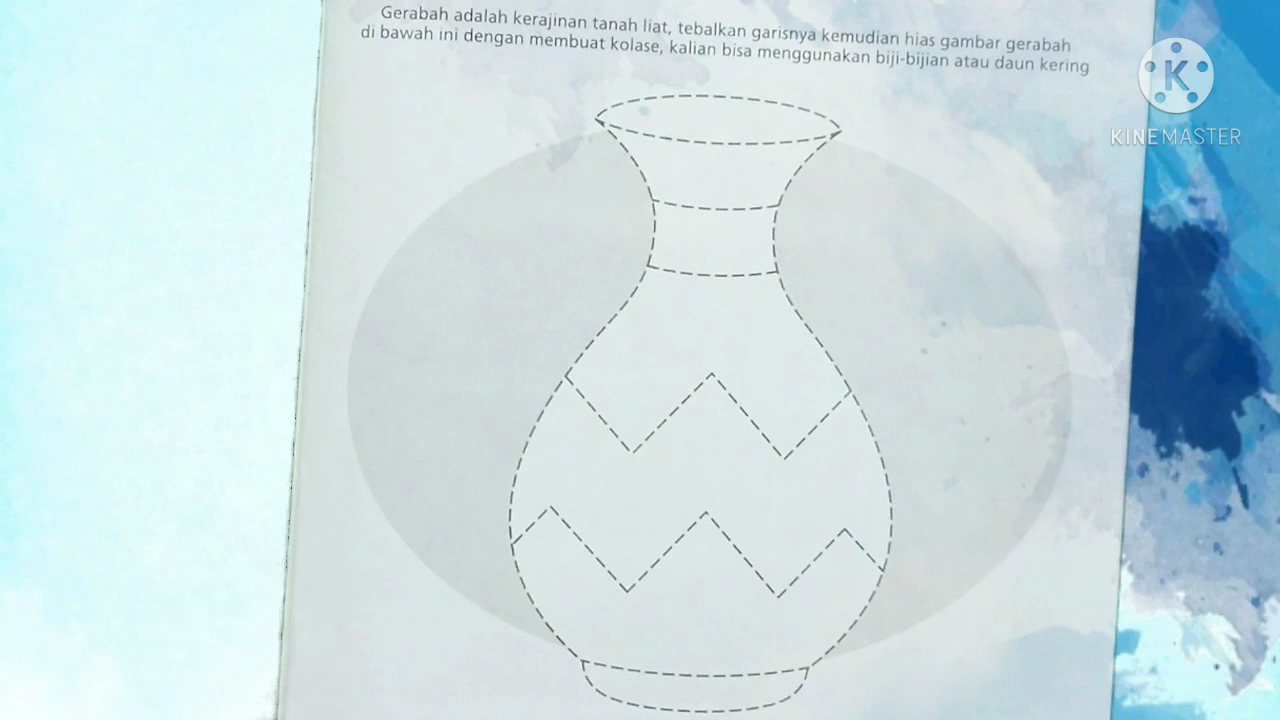 Gerabah adalah kerajinan tanah liat, tebalkan garisnya kemudian hias gambar gerabah
di bawah ini dengan membuat kolase, kalian bisa menggunakan biji-bijian atau daun kering
K
KINEMASTER